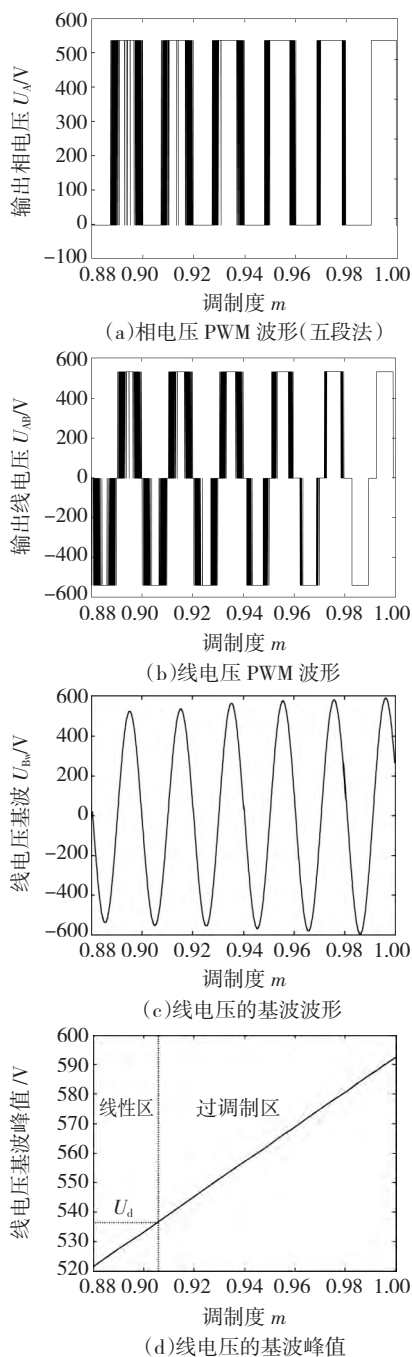 600
500
400
300
200
100
0
-100
输出相电压 U_A/V
0.88 0.90 0.92 0.94 0.96 0.98 1.00
调制度 m
(a)相电压 PWM 波形(五段法)
600
400
200
0
-200
-400
-600
输出线电压 U_AB/V
0.88 0.90 0.92 0.94 0.96 0.98 1.00
调制度 m
(b)线电压 PWM 波形
600
400
200
0
-200
-400
-600
线电压基波 U_Bw/V
0.88 0.90 0.92 0.94 0.96 0.98 1.00
调制度 m
(c)线电压的基波波形
600
590
580
570
560
550
540
530
520
线电压基波峰值 /V
线性区 过调制区
U_d
0.88 0.90 0.92 0.94 0.96 0.98 1.00
调制度 m
(d)线电压的基波峰值